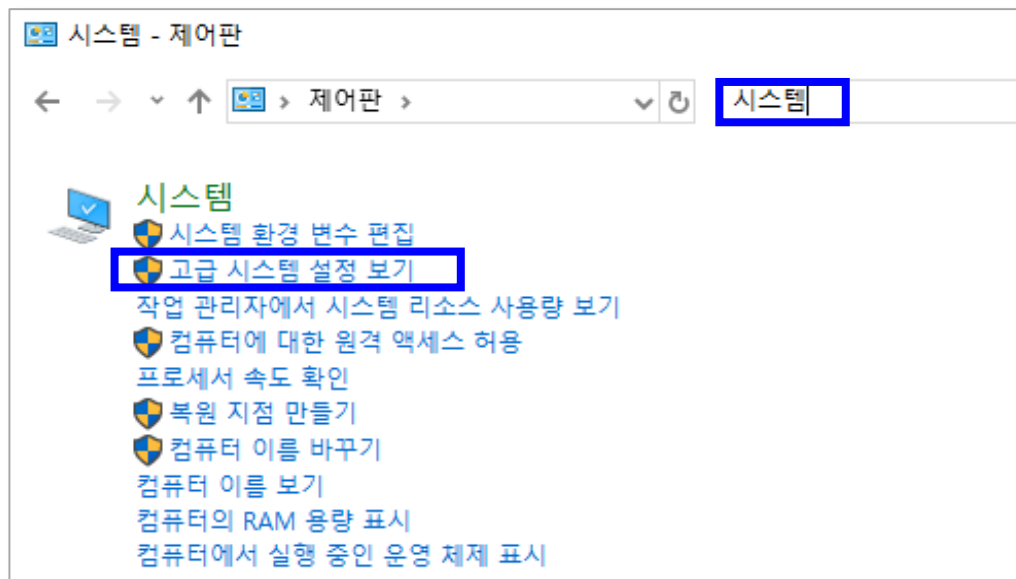 시스템 - 제어판
제어판
시스템
시스템
시스템 환경 변수 편집
고급 시스템 설정 보기
작업 관리자에서 시스템 리소스 사용량 보기
컴퓨터에 대한 원격 액세스 허용
프로세서 속도 확인
복원 지점 만들기
컴퓨터 이름 바꾸기
컴퓨터 이름 보기
컴퓨터의 RAM 용량 표시
컴퓨터에서 실행 중인 운영 체제 표시